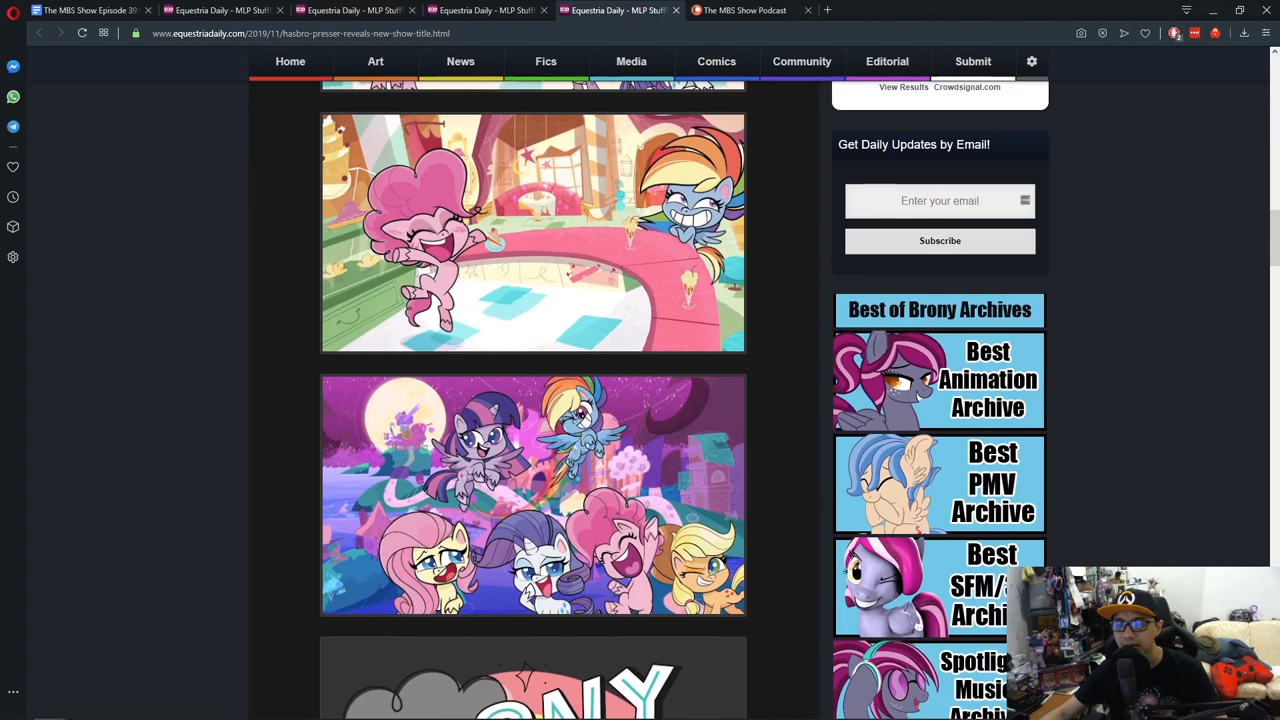 The MBS Show Episode 39
Equestria Daily - MLP Stuff
Equestria Daily - MLP Stuff
Equestria Daily - MLP Stuff
Equestria Daily - MLP Stuff
The MBS Show Podcast
www.equestriadaily.com/2019/11/hasbro-presser-reveals-new-show-title.html
2
Home
Art
News
Fics
Media
Comics
Community
Editorial
Submit
View Results Crowdsignal.com
Get Daily Updates by Email!
Enter your email
Subscribe
Best of Brony Archives
Best
Animation
Archive
Best
PMV
Archive
Best
SFM/
Archi
Spotlig
Music
Archiv